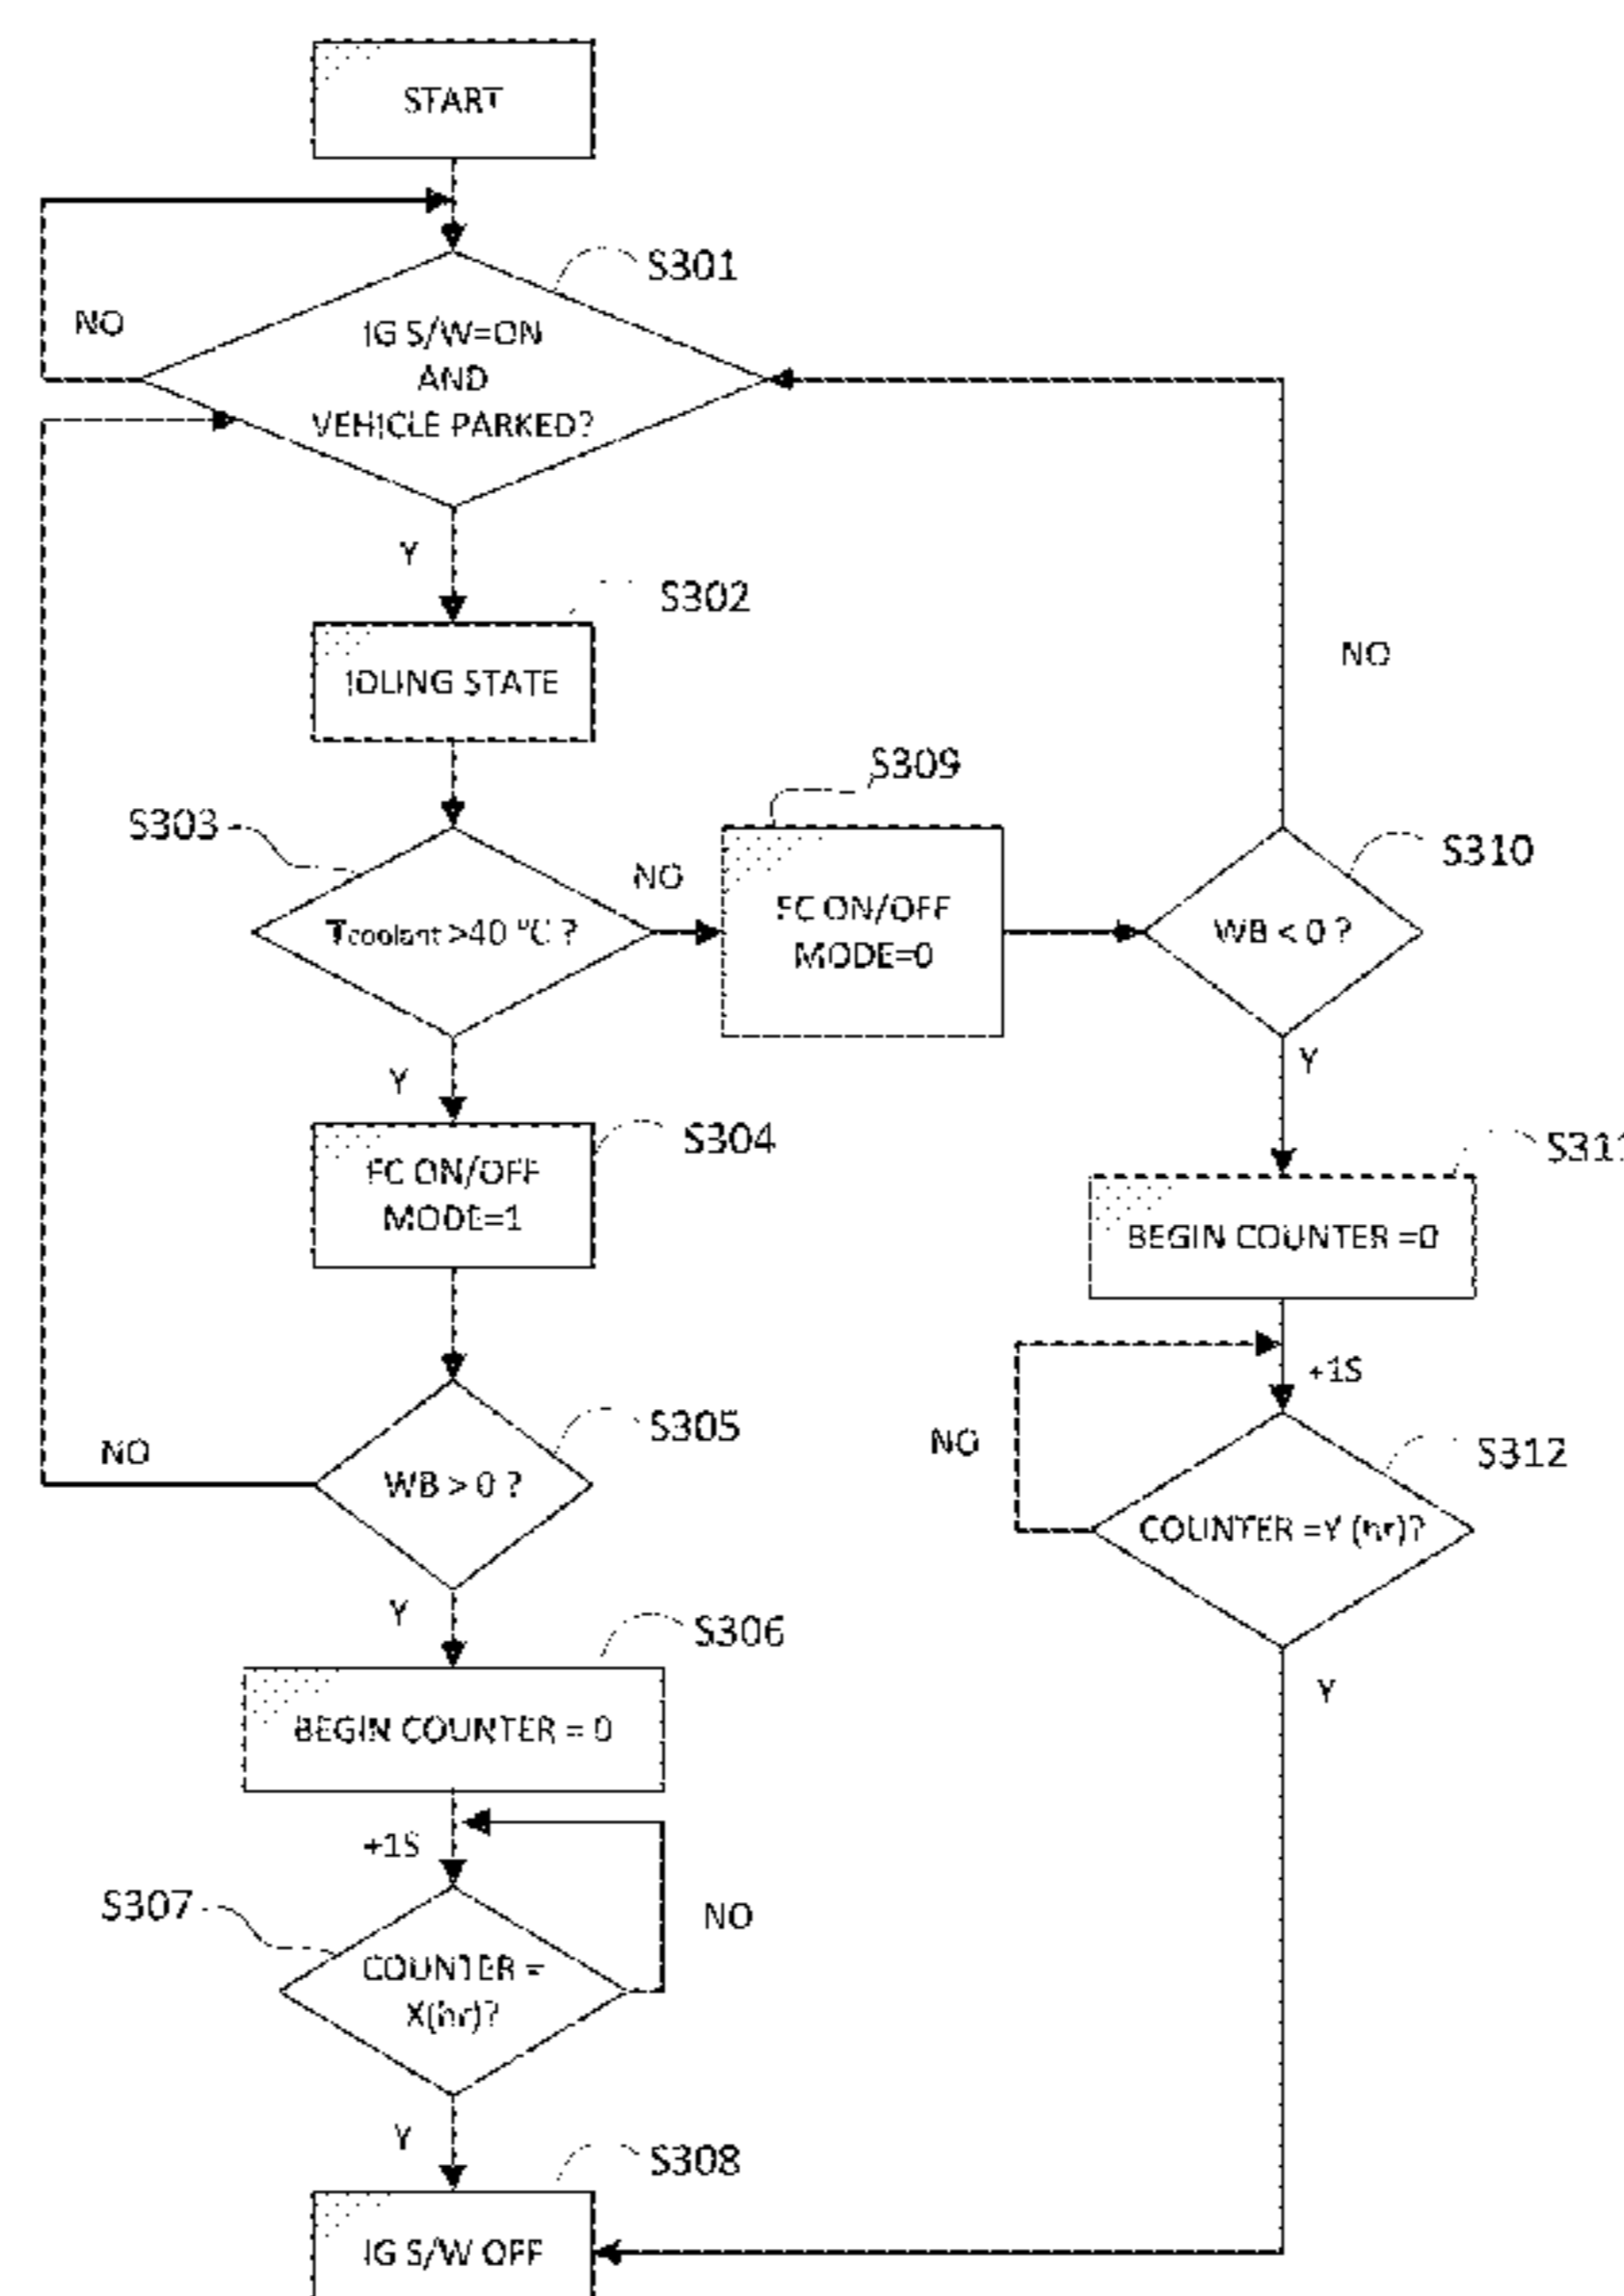 START
S301
NO
IG S/W=ON
AND
VEHICLE PARKED?
Y
S302
IDLING STATE
NO
S309
S303
NO
S310
Tcoolant >40 ºC ?
FC ON/OFF
MODE=0
WB < 0 ?
Y
Y
S304
S311
FC ON/OFF
MODE=1
BEGIN COUNTER =0
+1S
S305
NO
NO
S312
WB > 0 ?
COUNTER =Y (hr)?
Y
S306
Y
BEGIN COUNTER = 0
+1S
S307
NO
COUNTER =
X(hr)?
Y
S308
IG S/W OFF